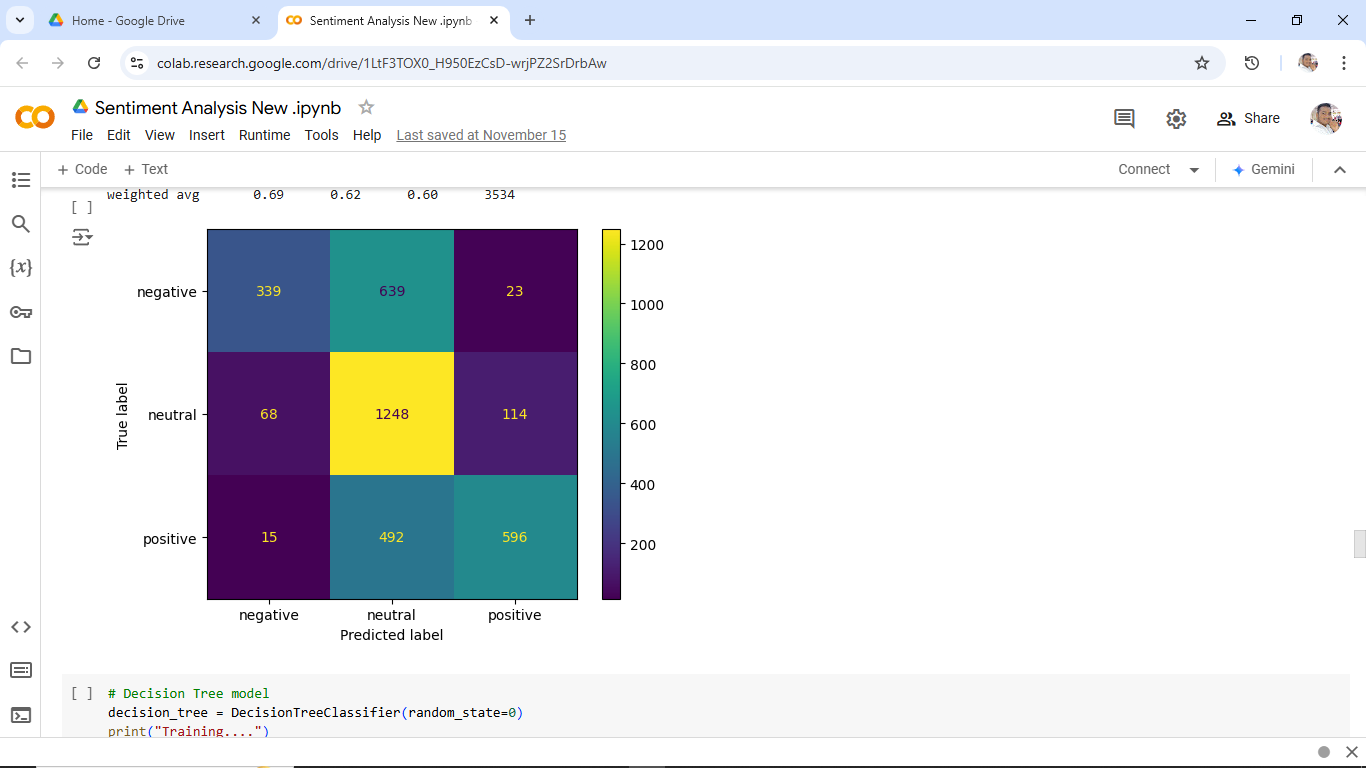 Home - Google Drive
Sentiment Analysis New .ipynb
colab.research.google.com/drive/1LtF3TOX0_H950EzCsD-wrjPZ2SrDrbAw
Sentiment Analysis New .ipynb
File Edit View Insert Runtime Tools Help Last saved at November 15
Share
+ Code + Text
Connect
Gemini
weighted avg 0.69 0.62 0.60 3534
[ ]
{x}
negative 339 639 23
neutral 68 1248 114
positive 15 492 596
True label
negative neutral positive
Predicted label
1200
1000
800
600
400
200
[ ] # Decision Tree model
decision_tree = DecisionTreeClassifier(random_state=0)
print("Training....")